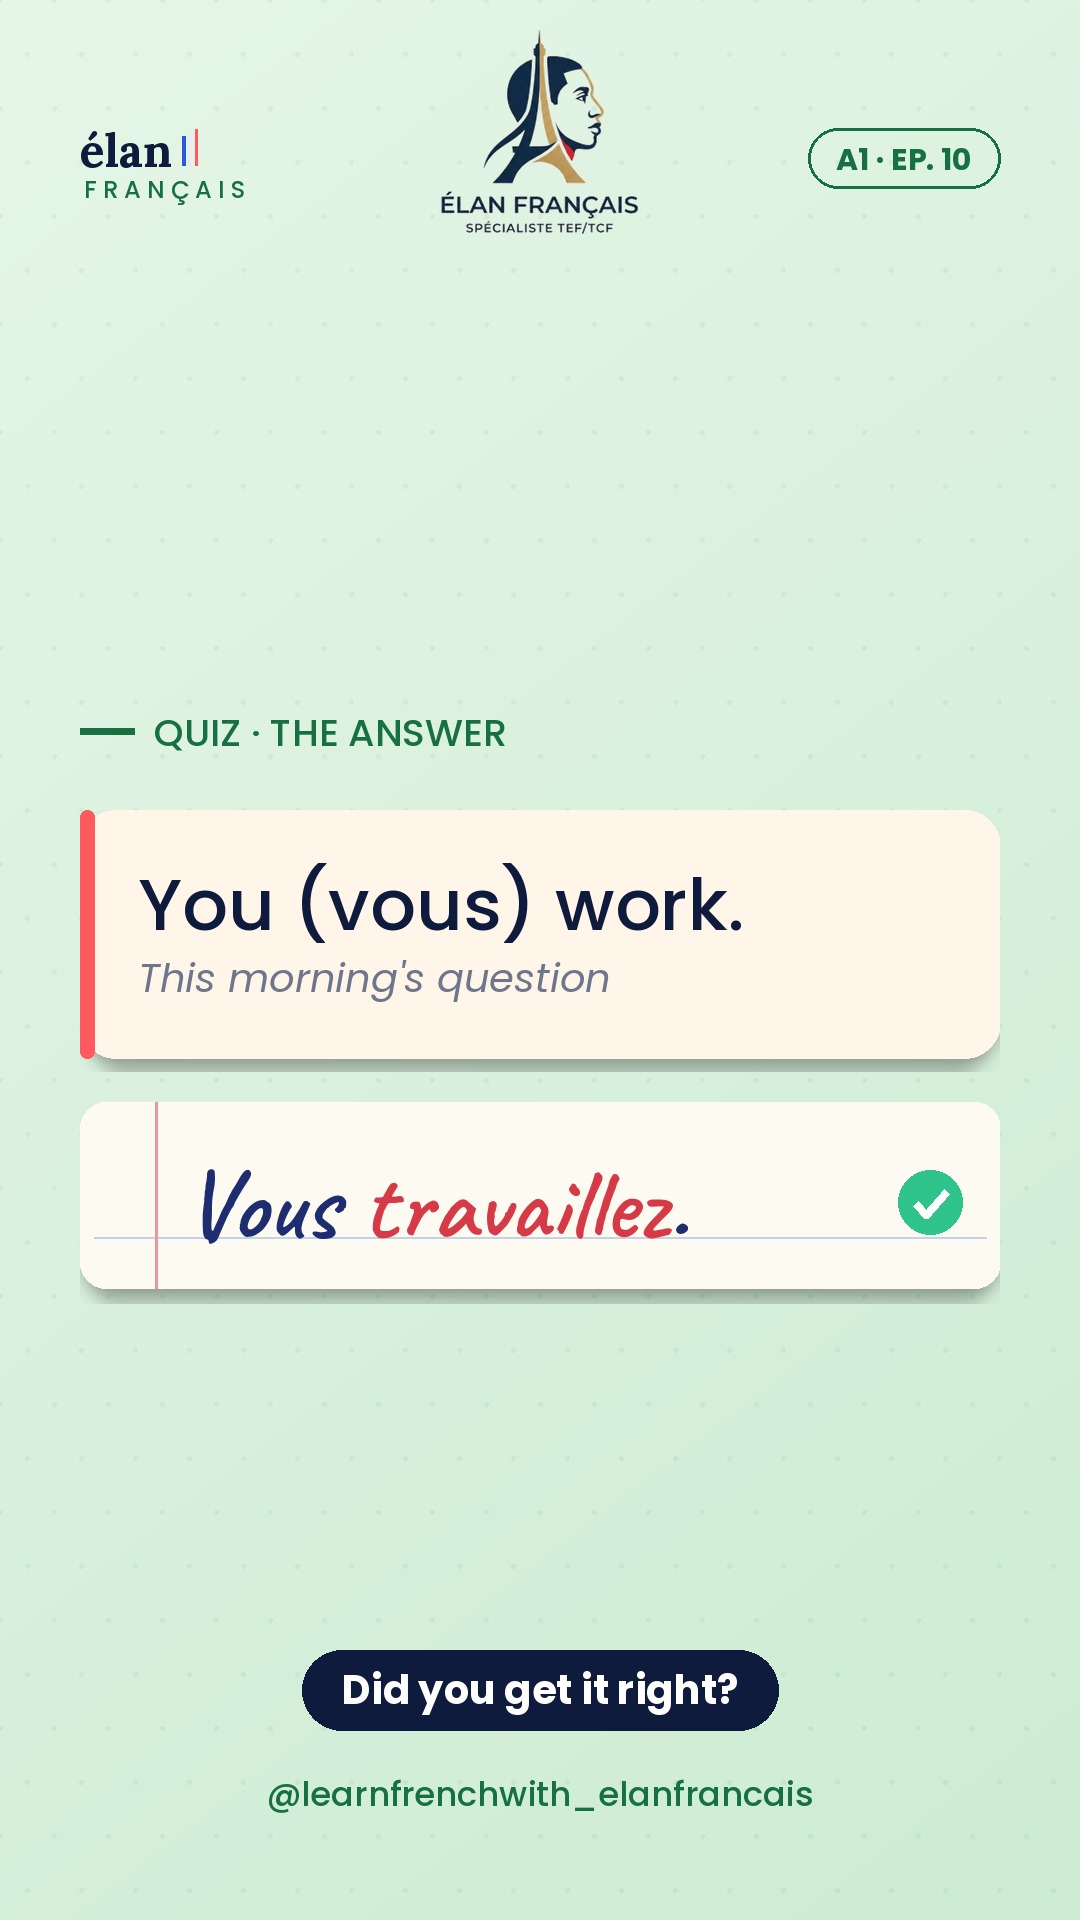 élan
FRANÇAIS
ÉLAN FRANÇAIS
SPÉCIALISTE TEF/TCF
A1 · EP. 10
QUIZ · THE ANSWER
You (vous) work.
This morning's question
Vous travaillez.
Did you get it right?
@learnfrenchwith_elanfrancais